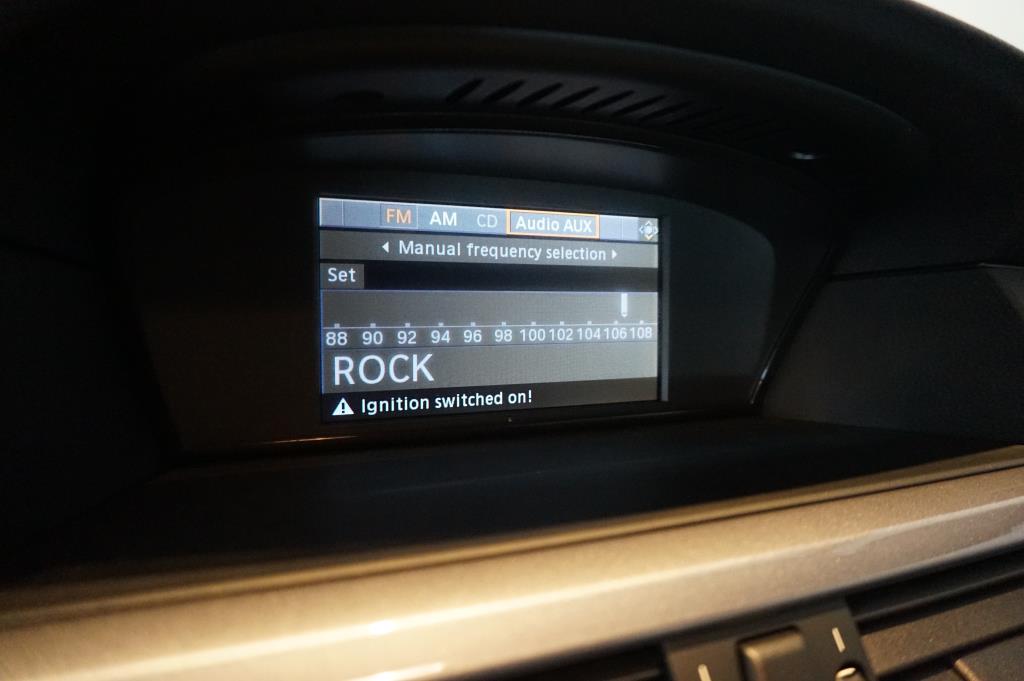 FM AM CD Audio AUX
Manual frequency selection
Set
88 90 92 94 96 98 100 102 104 106 108
ROCK
Ignition switched on!